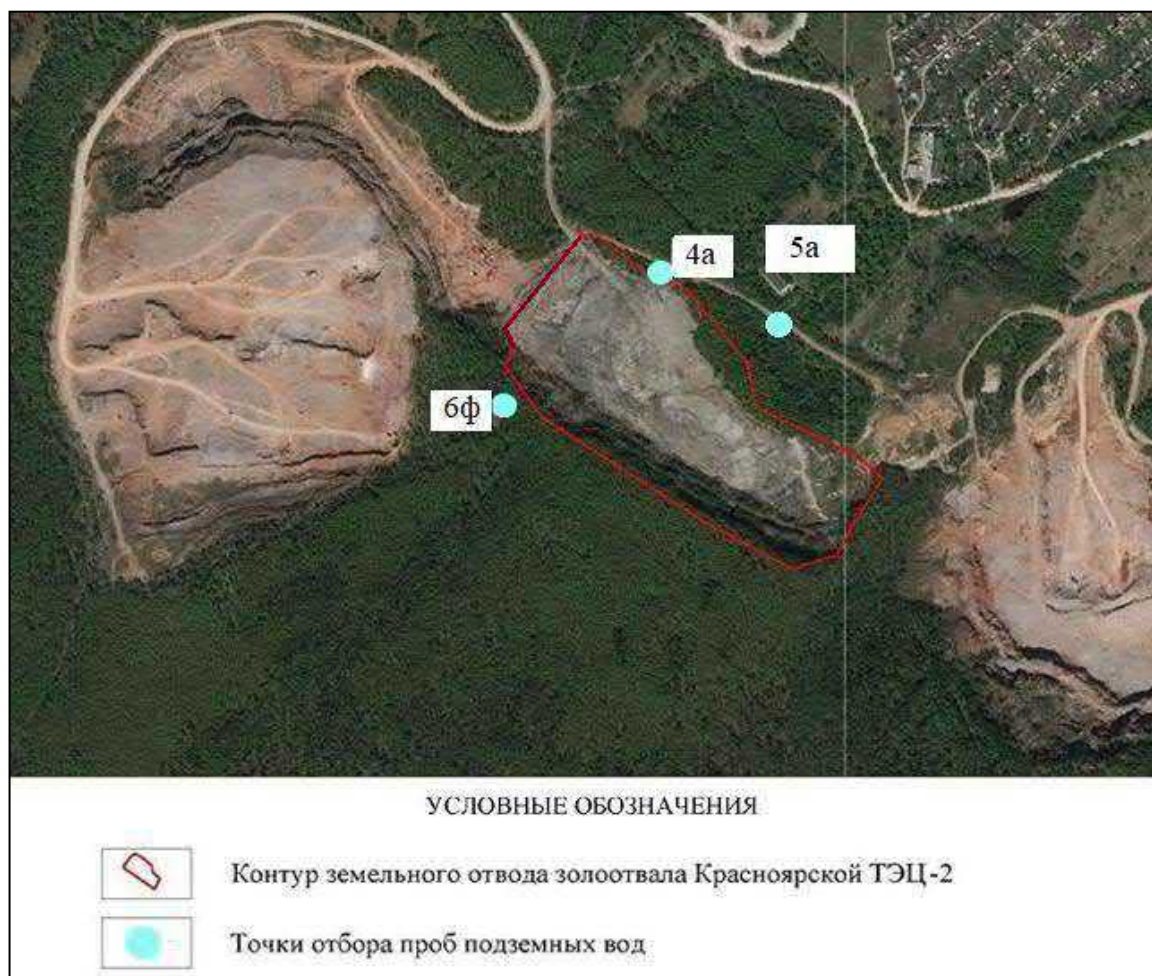 4а
5а
6ф
УСЛОВНЫЕ ОБОЗНАЧЕНИЯ
Контур земельного отвода золоотвала Красноярской ТЭЦ-2
Точки отбора проб подземных вод